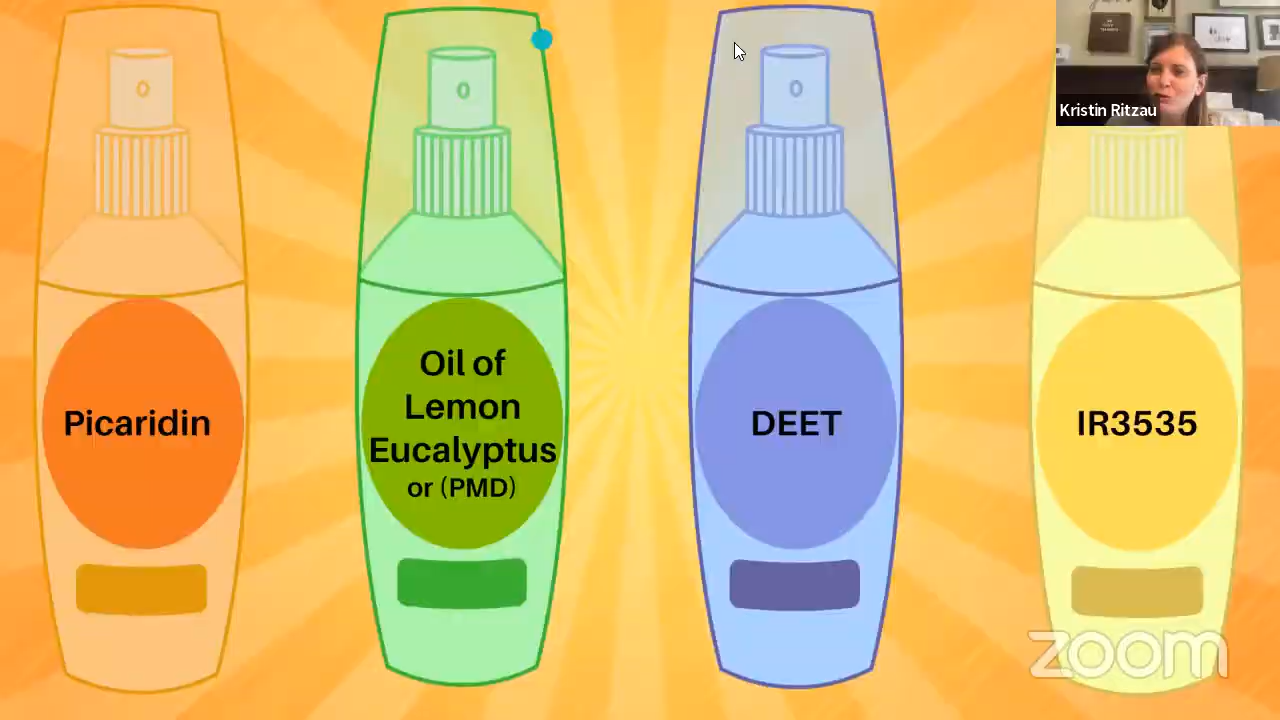 Kristin Ritzau
Picaridin
Oil of
Lemon
Eucalyptus
or (PMD)
DEET
IR3535
zoom